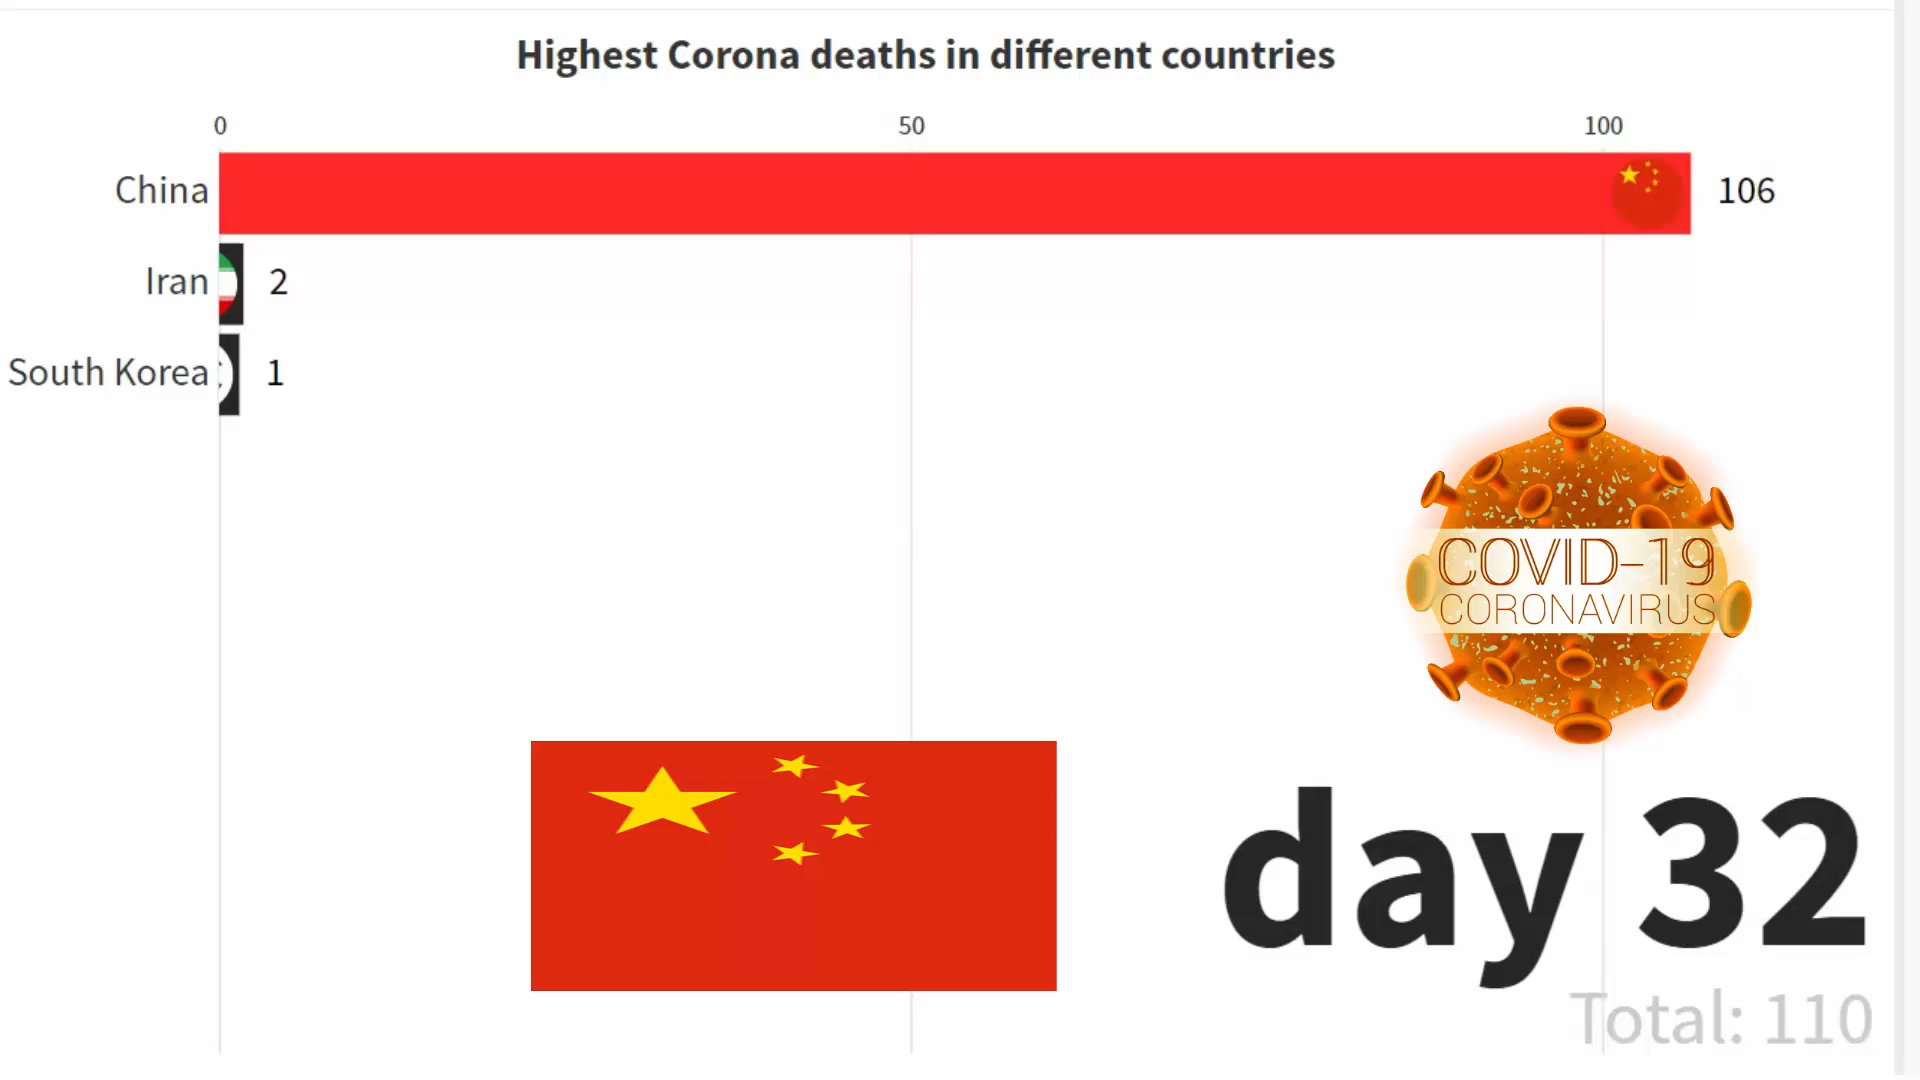 Highest Corona deaths in different countries
0 50 100
China 106
Iran 2
South Korea 1
COVID-19
CORONAVIRUS
day 32
Total: 110